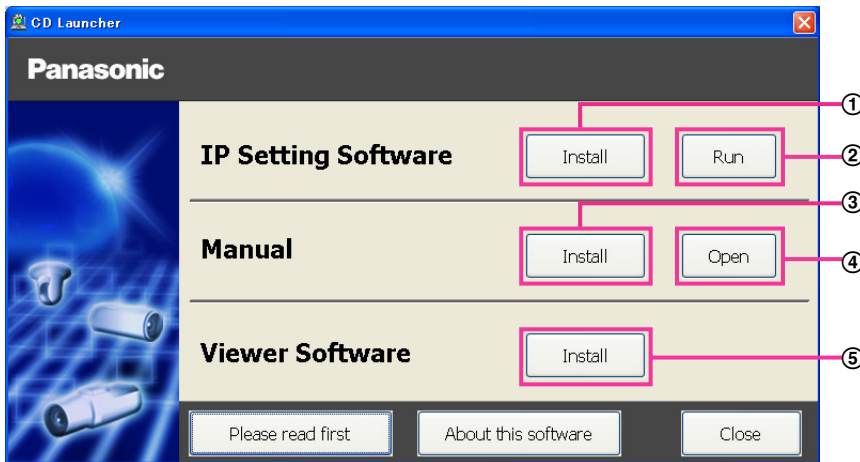 CD Launcher
Panasonic
①
IP Setting Software Install Run ②
③
Manual Install Open ④
Viewer Software Install ⑤
Please read first About this software Close